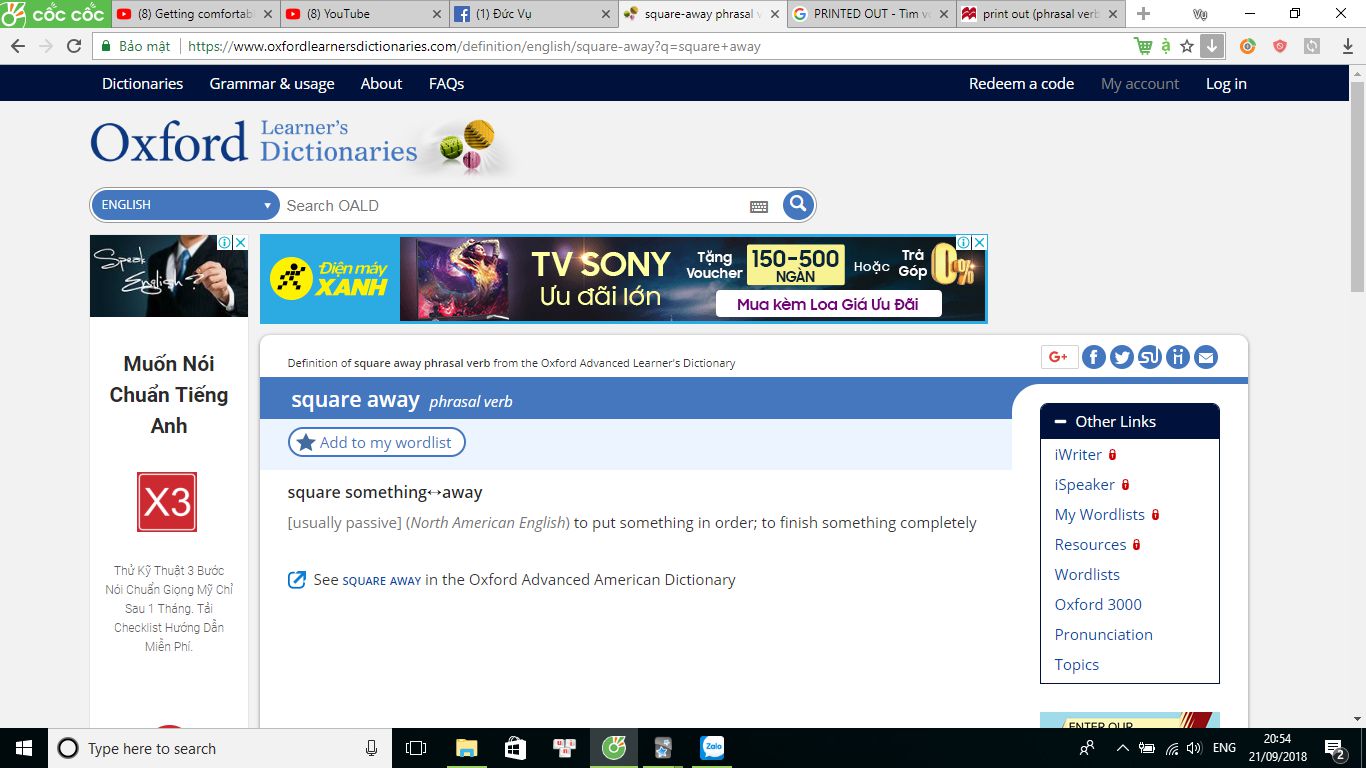 cốc cốc
(8) Getting comfortabl
(8) YouTube
(1) Đức Vụ
square-away phrasal v
PRINTED OUT - Tìm vớ
print out (phrasal verb
Vụ
Bảo mật
https://www.oxfordlearnersdictionaries.com/definition/english/square-away?q=square+away
Dictionaries
Grammar & usage
About
FAQs
Redeem a code
My account
Log in
Oxford
Learner's
Dictionaries
ENGLISH
Search OALD
Speak
English?
Điện máy
XANH
TV SONY
Ưu đãi lớn
Tặng
Voucher
150-500
NGÀN
Hoặc
Trả
Góp
0%
Mua kèm Loa Giá Ưu Đãi
Muốn Nói
Chuẩn Tiếng
Anh
X3
Thử Kỹ Thuật 3 Bước
Nói Chuẩn Giọng Mỹ Chỉ
Sau 1 Tháng. Tải
Checklist Hướng Dẫn
Miễn Phí.
Definition of square away phrasal verb from the Oxford Advanced Learner's Dictionary
G+
square away phrasal verb
Add to my wordlist
square something↔away
[usually passive] (North American English) to put something in order; to finish something completely
See SQUARE AWAY in the Oxford Advanced American Dictionary
Other Links
iWriter
iSpeaker
My Wordlists
Resources
Wordlists
Oxford 3000
Pronunciation
Topics
ENTER OUR
Type here to search
Zalo
ENG
20:54
21/09/2018
2